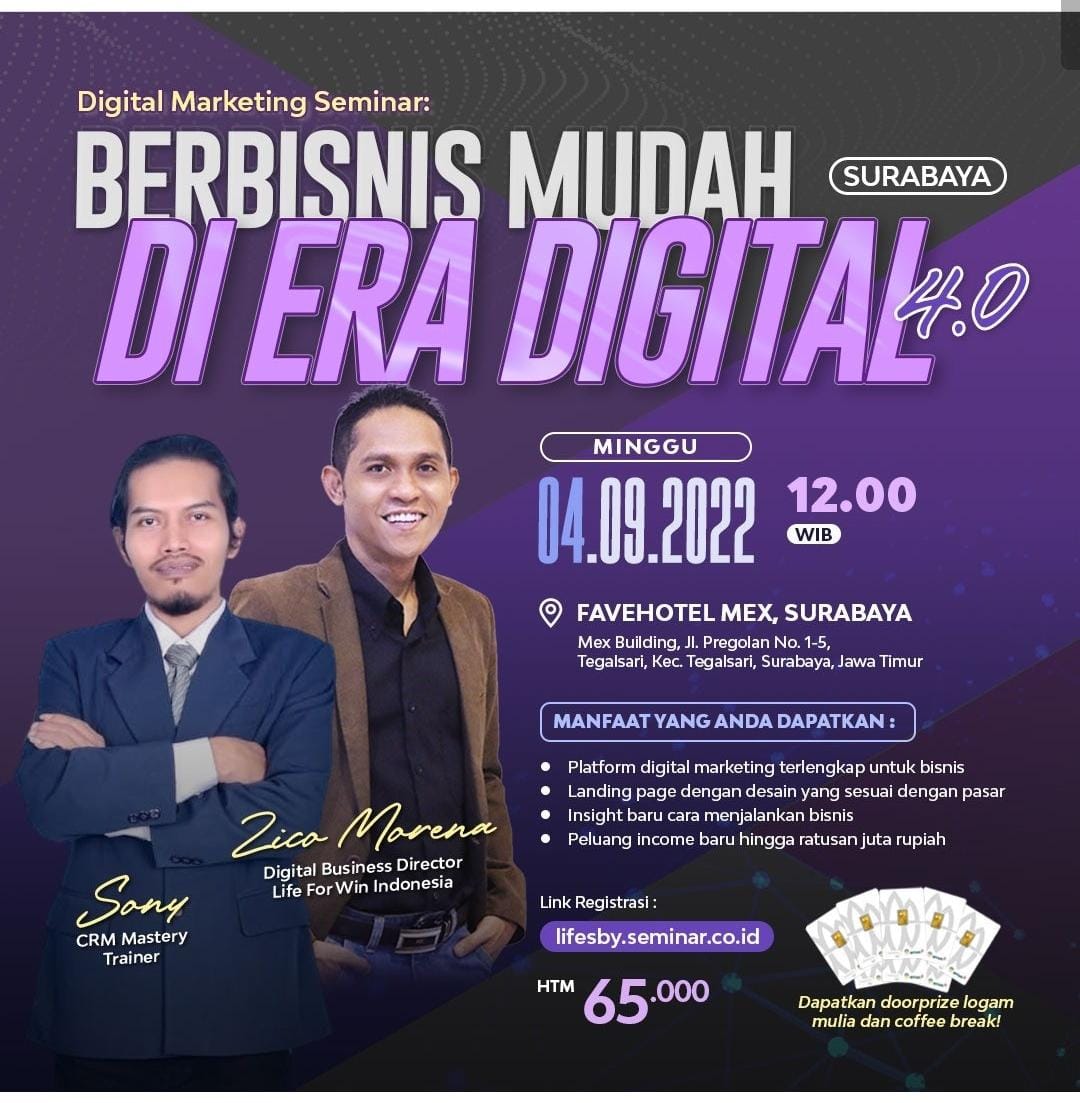 Digital Marketing Seminar:
BERBISNIS MUDAH
SURABAYA
DI ERA DIGITAL
4.0
MINGGU
04.09.2022
12.00
WIB
FAVEHOTEL MEX, SURABAYA
Mex Building, Jl. Pregolan No. 1-5,
Tegalsari, Kec. Tegalsari, Surabaya, Jawa Timur
MANFAAT YANG ANDA DAPATKAN :
• Platform digital marketing terlengkap untuk bisnis
• Landing page dengan desain yang sesuai dengan pasar
• Insight baru cara menjalankan bisnis
• Peluang income baru hingga ratusan juta rupiah
Zico Morena
Digital Business Director
Life For Win Indonesia
Sony
CRM Mastery
Trainer
Link Registrasi :
lifesby.seminar.co.id
HTM 65.000
Dapatkan doorprize logam
mulia dan coffee break!